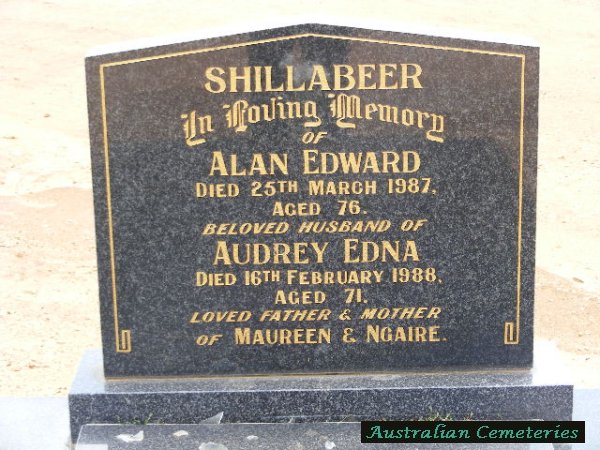 SHILLABEER
In Loving Memory
OF
ALAN EDWARD
DIED 25TH MARCH 1987,
AGED 76.
BELOVED HUSBAND OF
AUDREY EDNA
DIED 16TH FEBRUARY 1988,
AGED 71.
LOVED FATHER & MOTHER
OF MAUREEN & NGAIRE.
Australian Cemeteries